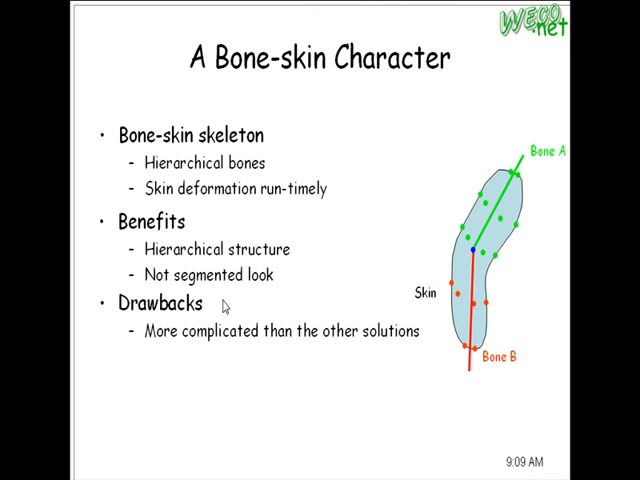 WECO
.net
A Bone-skin Character
• Bone-skin skeleton
- Hierarchical bones
- Skin deformation run-timely
• Benefits
- Hierarchical structure
- Not segmented look
• Drawbacks
- More complicated than the other solutions
Bone A
Skin
Bone B
9:09 AM